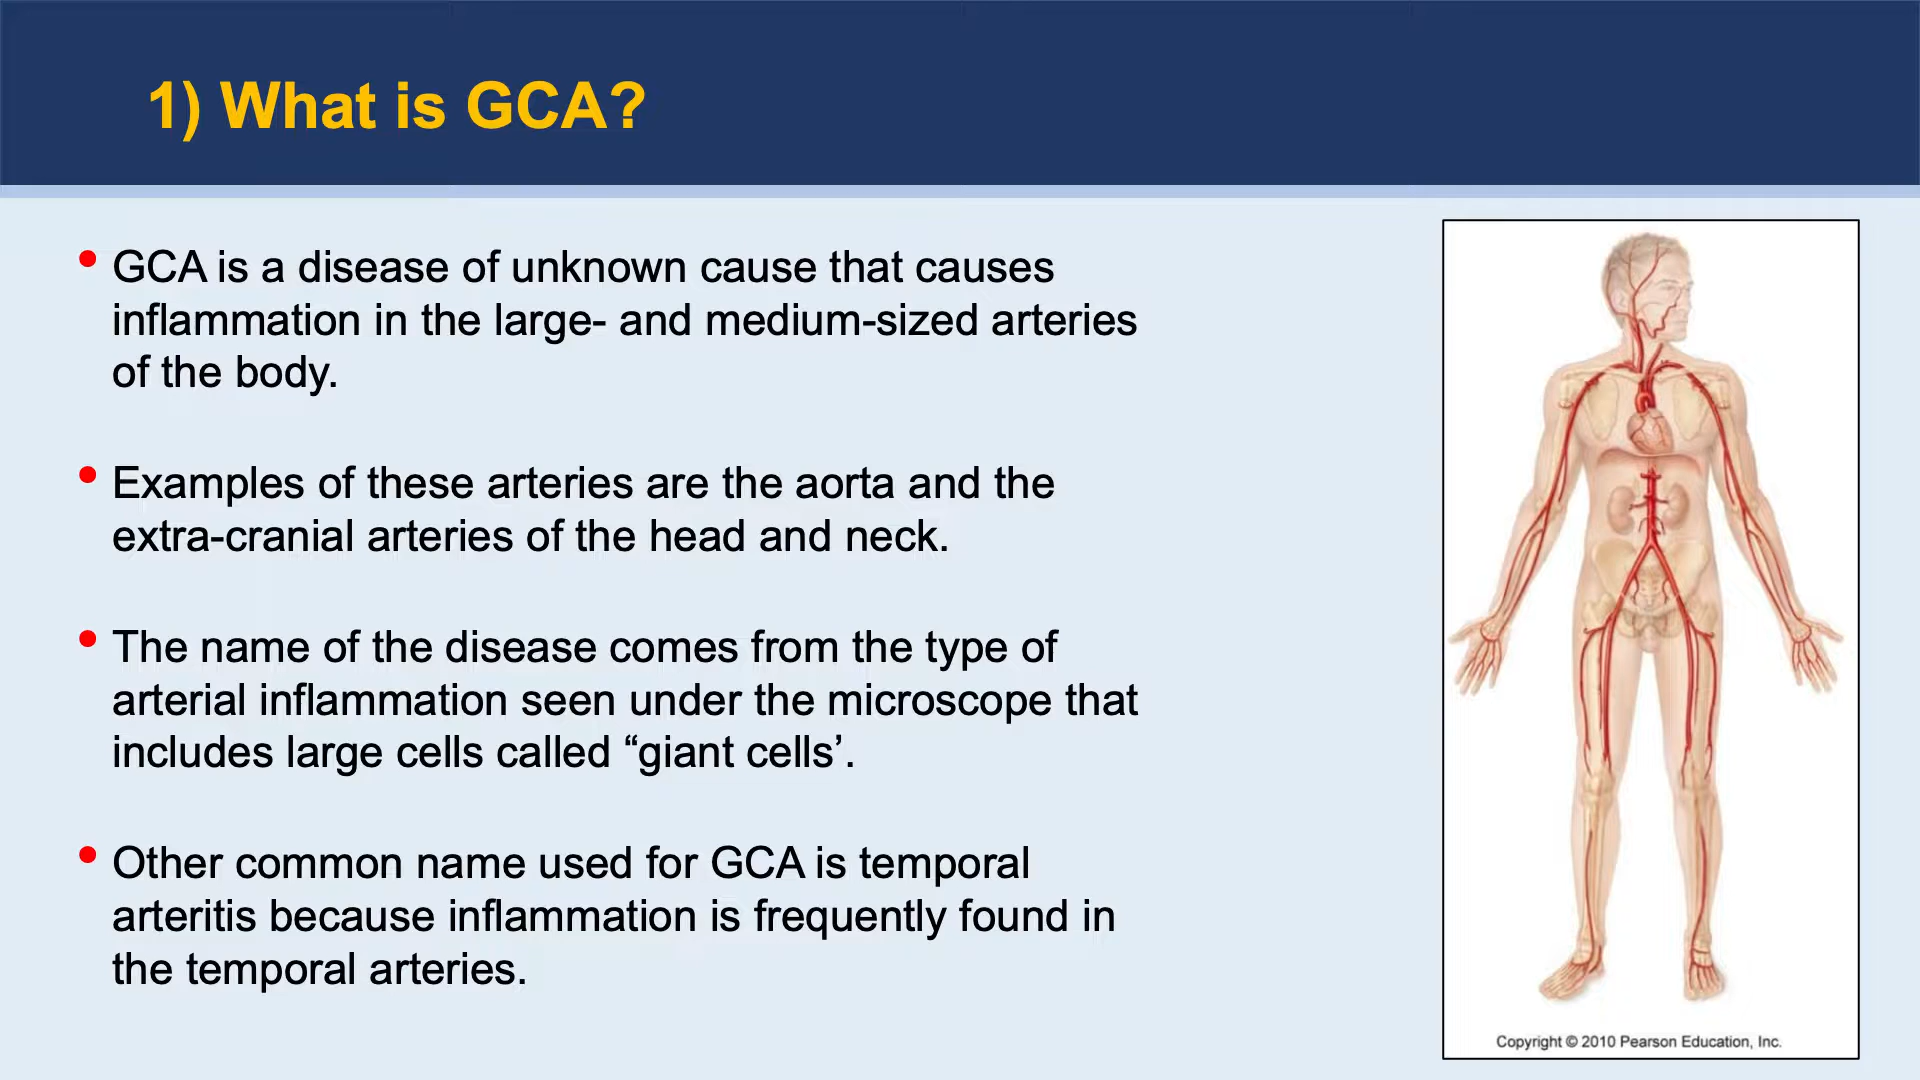 1) What is GCA?
• GCA is a disease of unknown cause that causes
inflammation in the large- and medium-sized arteries
of the body.
• Examples of these arteries are the aorta and the
extra-cranial arteries of the head and neck.
• The name of the disease comes from the type of
arterial inflammation seen under the microscope that
includes large cells called “giant cells’.
• Other common name used for GCA is temporal
arteritis because inflammation is frequently found in
the temporal arteries.
Copyright © 2010 Pearson Education, Inc.